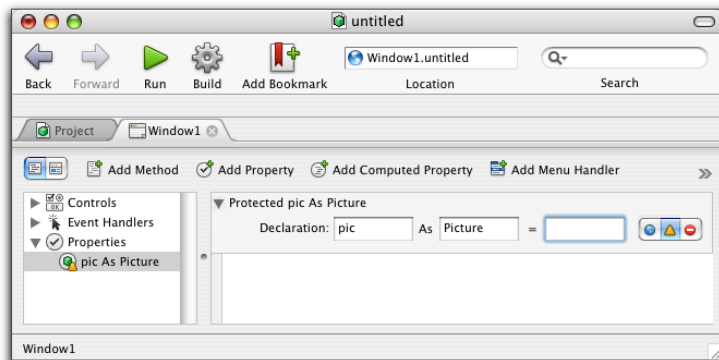 untitled
Back Forward Run Build Add Bookmark Window1.untitled Location Search
Project Window1
Add Method Add Property Add Computed Property Add Menu Handler »
Controls
Event Handlers
Properties
pic As Picture
Protected pic As Picture
Declaration: pic As Picture =
Window1